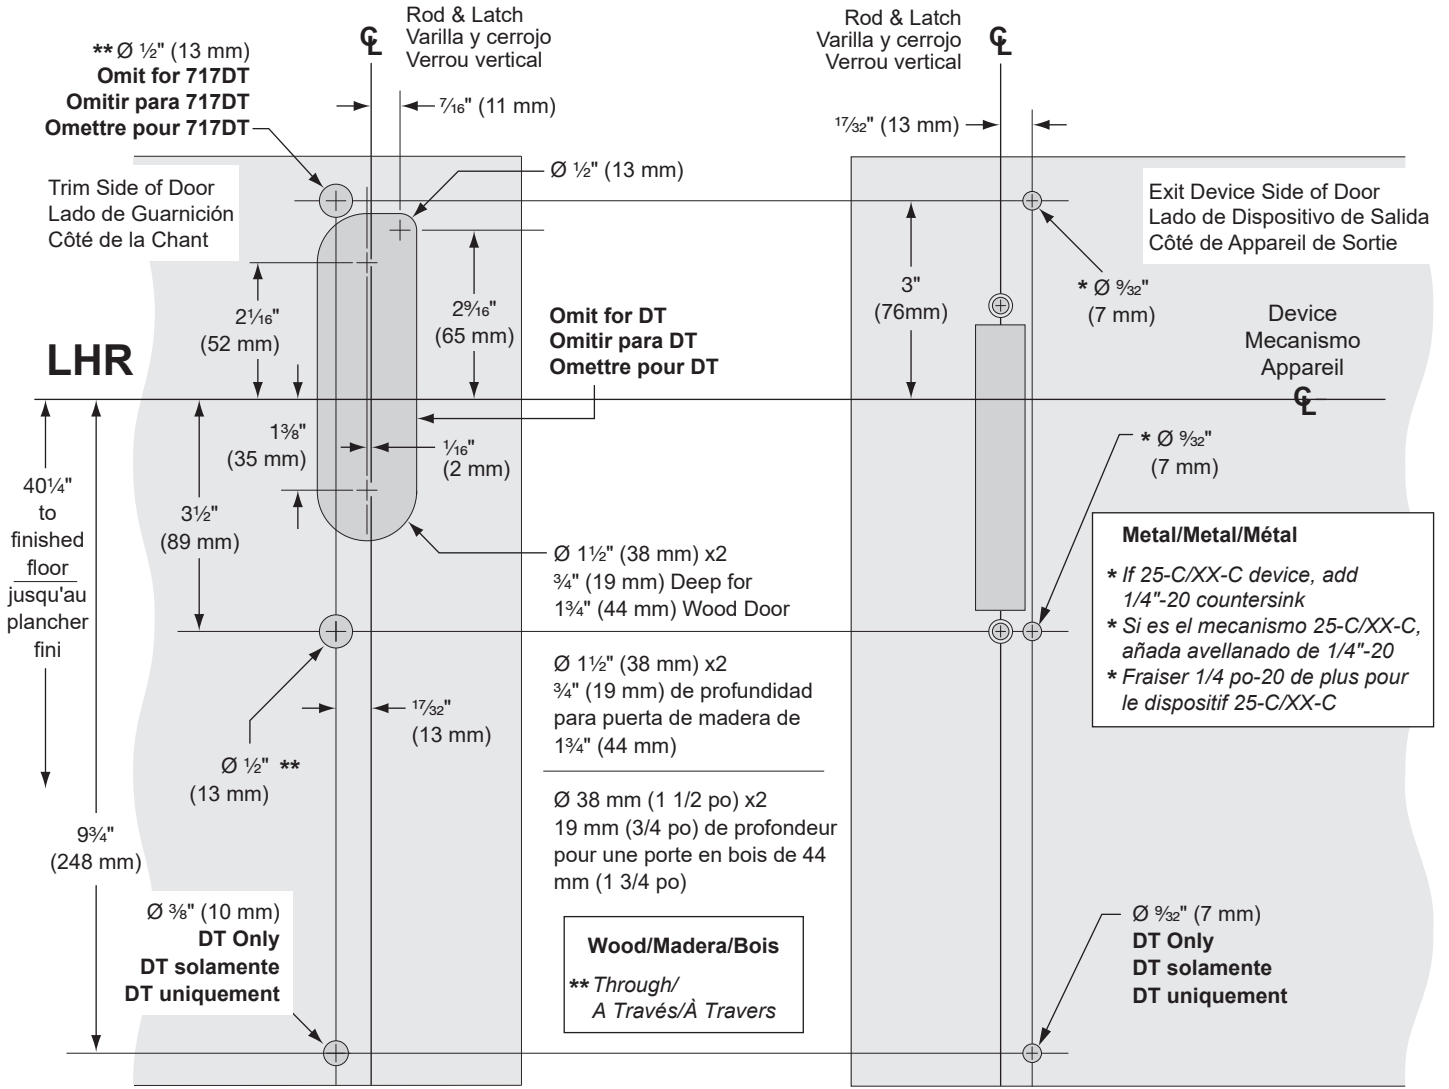 Rod & Latch
Varilla y cerrojo
Verrou vertical
℄
** Ø ½" (13 mm)
Omit for 717DT
Omitir para 717DT
Omettre pour 717DT
⁷⁄₁₆" (11 mm)
Ø ½" (13 mm)
Trim Side of Door
Lado de Guarnición
Côté de la Chant
2¹⁄₁₆"
(52 mm)
2⁹⁄₁₆"
(65 mm)
Omit for DT
Omitir para DT
Omettre pour DT
LHR
1⅜"
(35 mm)
¹⁄₁₆"
(2 mm)
40¼"
to
finished
floor
jusqu'au
plancher
fini
3½"
(89 mm)
Ø 1½" (38 mm) x2
¾" (19 mm) Deep for
1¾" (44 mm) Wood Door
Ø 1½" (38 mm) x2
¾" (19 mm) de profundidad
para puerta de madera de
1¾" (44 mm)
Ø 38 mm (1 1/2 po) x2
19 mm (3/4 po) de profondeur
pour une porte en bois de 44
mm (1 3/4 po)
¹⁷⁄₃₂"
(13 mm)
Ø ½" **
(13 mm)
9¾"
(248 mm)
Ø ⅜" (10 mm)
DT Only
DT solamente
DT uniquement
Wood/Madera/Bois
** Through/
A Través/À Travers
Rod & Latch
Varilla y cerrojo
Verrou vertical
℄
¹⁷⁄₃₂" (13 mm)
Exit Device Side of Door
Lado de Dispositivo de Salida
Côté de Appareil de Sortie
3"
(76mm)
* Ø ⁹⁄₃₂"
(7 mm)
Device
Mecanismo
Appareil
℄
* Ø ⁹⁄₃₂"
(7 mm)
Metal/Metal/Métal
* If 25-C/XX-C device, add
1/4"-20 countersink
* Si es el mecanismo 25-C/XX-C,
añada avellanado de 1/4"-20
* Fraiser 1/4 po-20 de plus pour
le dispositif 25-C/XX-C
Ø ⁹⁄₃₂" (7 mm)
DT Only
DT solamente
DT uniquement